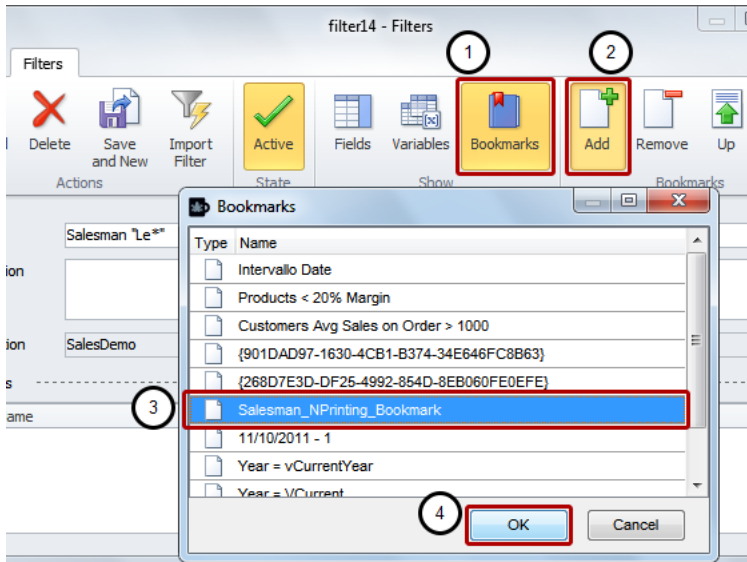 filter14 - Filters
1
2
Filters
Delete
Save
and New
Import
Filter
Active
Fields
Variables
Bookmarks
Add
Remove
Up
Actions
State
Show
Bookmarks
Bookmarks
Salesman "Le*"
Type Name
Intervallo Date
Products < 20% Margin
Customers Avg Sales on Order > 1000
SalesDemo
{901DAD97-1630-4CB1-B374-34E646FC8B63}
{268D7E3D-DF25-4992-854D-8EB060FE0EFE}
3
Salesman_NPrinting_Bookmark
11/10/2011 - 1
Year = vCurrentYear
Year = VCurrent
4
OK
Cancel